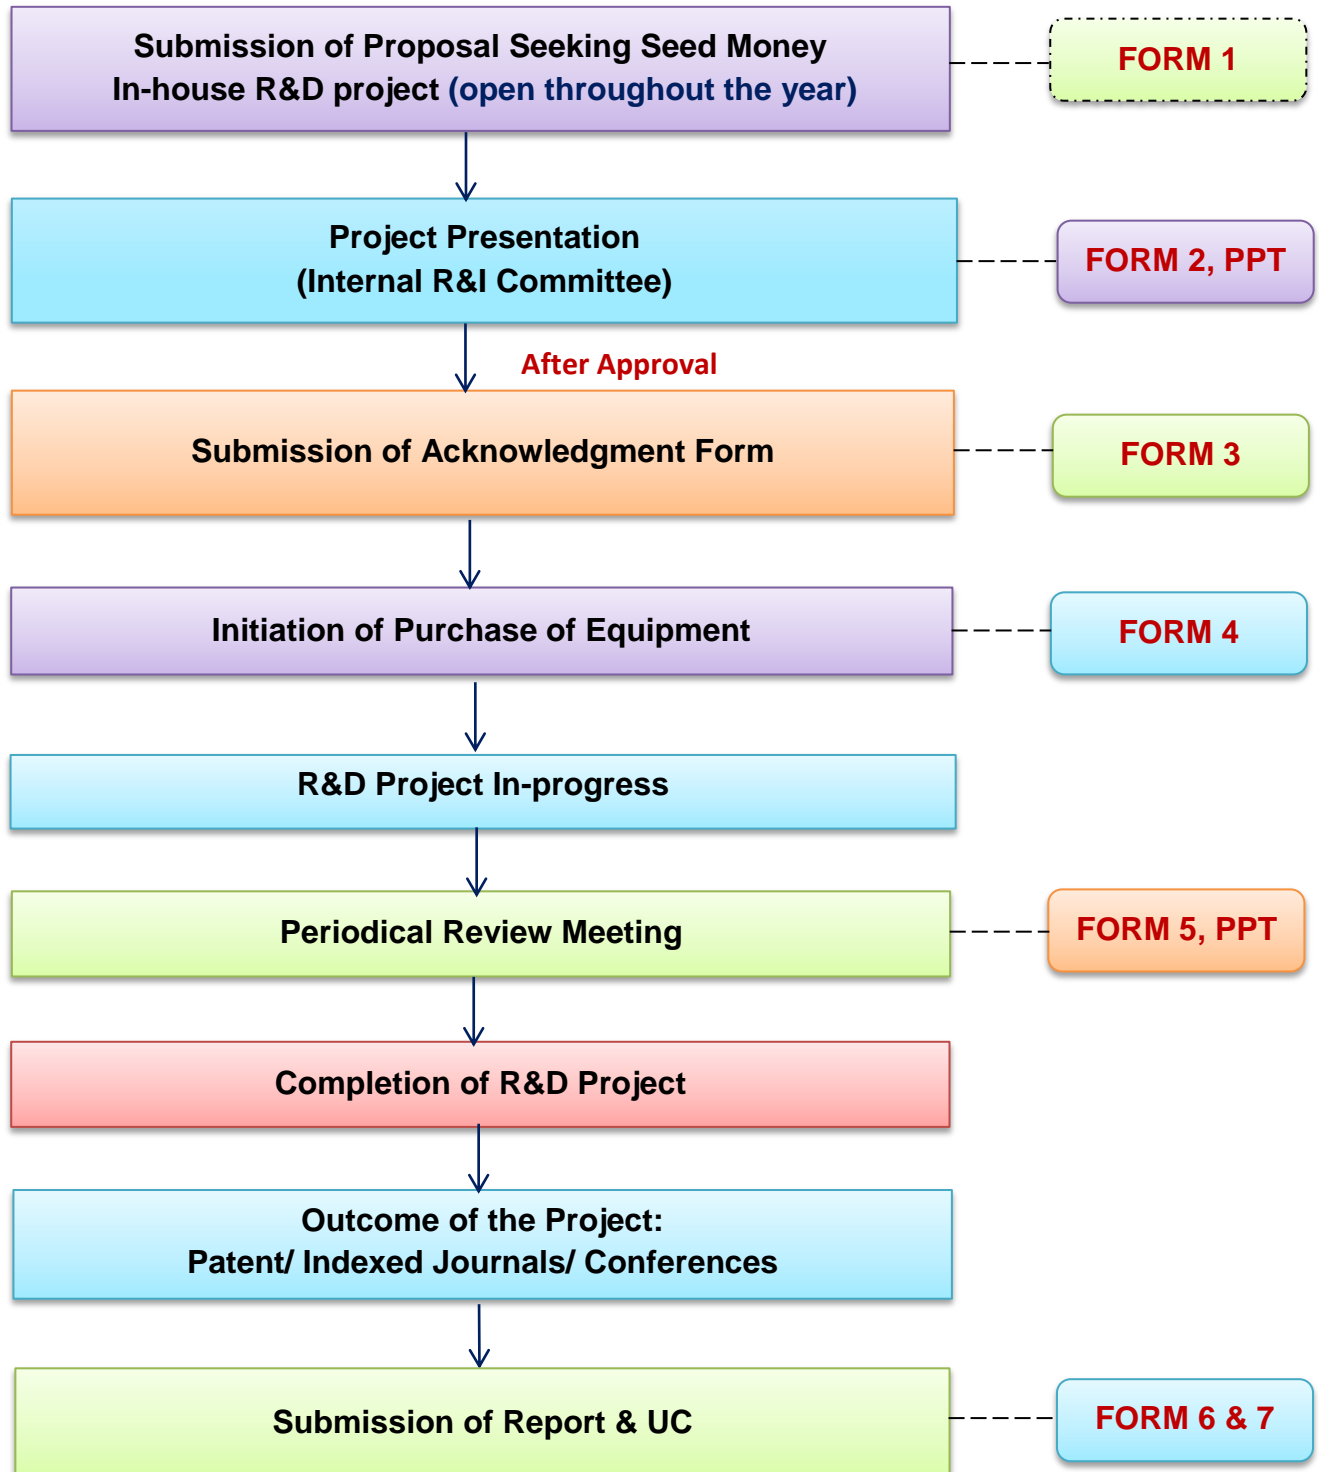 Submission of Proposal Seeking Seed Money
In-house R&D project (open throughout the year)
FORM 1
Project Presentation
(Internal R&I Committee)
FORM 2, PPT
After Approval
Submission of Acknowledgment Form
FORM 3
Initiation of Purchase of Equipment
FORM 4
R&D Project In-progress
Periodical Review Meeting
FORM 5, PPT
Completion of R&D Project
Outcome of the Project:
Patent/ Indexed Journals/ Conferences
Submission of Report & UC
FORM 6 & 7